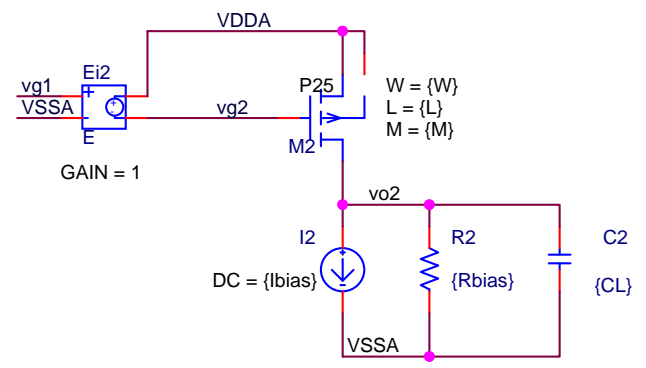 VDDA
Ei2
P25
W = {W}
vg1
L = {L}
VSSA
vg2
M = {M}
E
M2
GAIN = 1
vo2
I2
R2
C2
DC = {Ibias}
{Rbias}
{CL}
VSSA